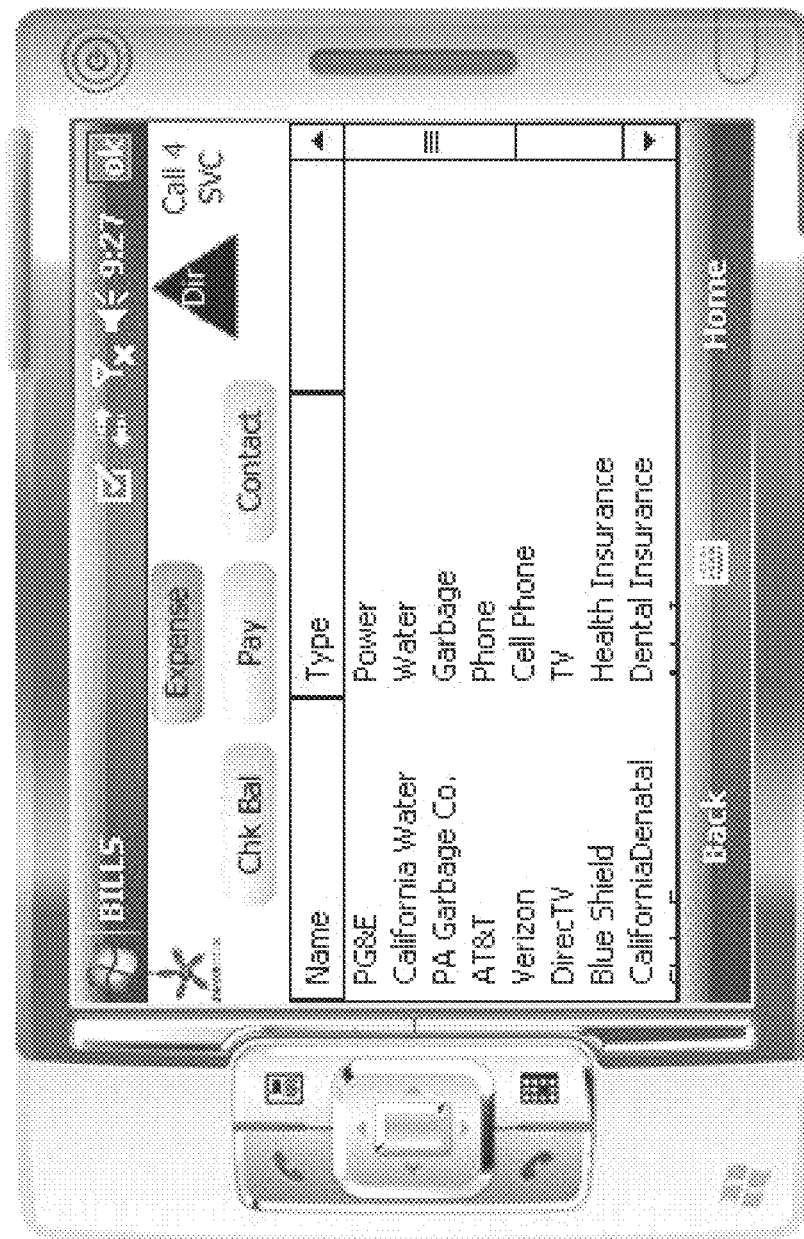 BILLS 9:27 ok
Expense
Chk Bal Pay Contact
Dir
Call 4
SVC
Name Type
PG&E Power
California Water Water
PA Garbage Co. Garbage
AT&T Phone
Verizon Cell Phone
DirecTV TV
Blue Shield Health Insurance
CaliforniaDenatal Dental Insurance
Back Home